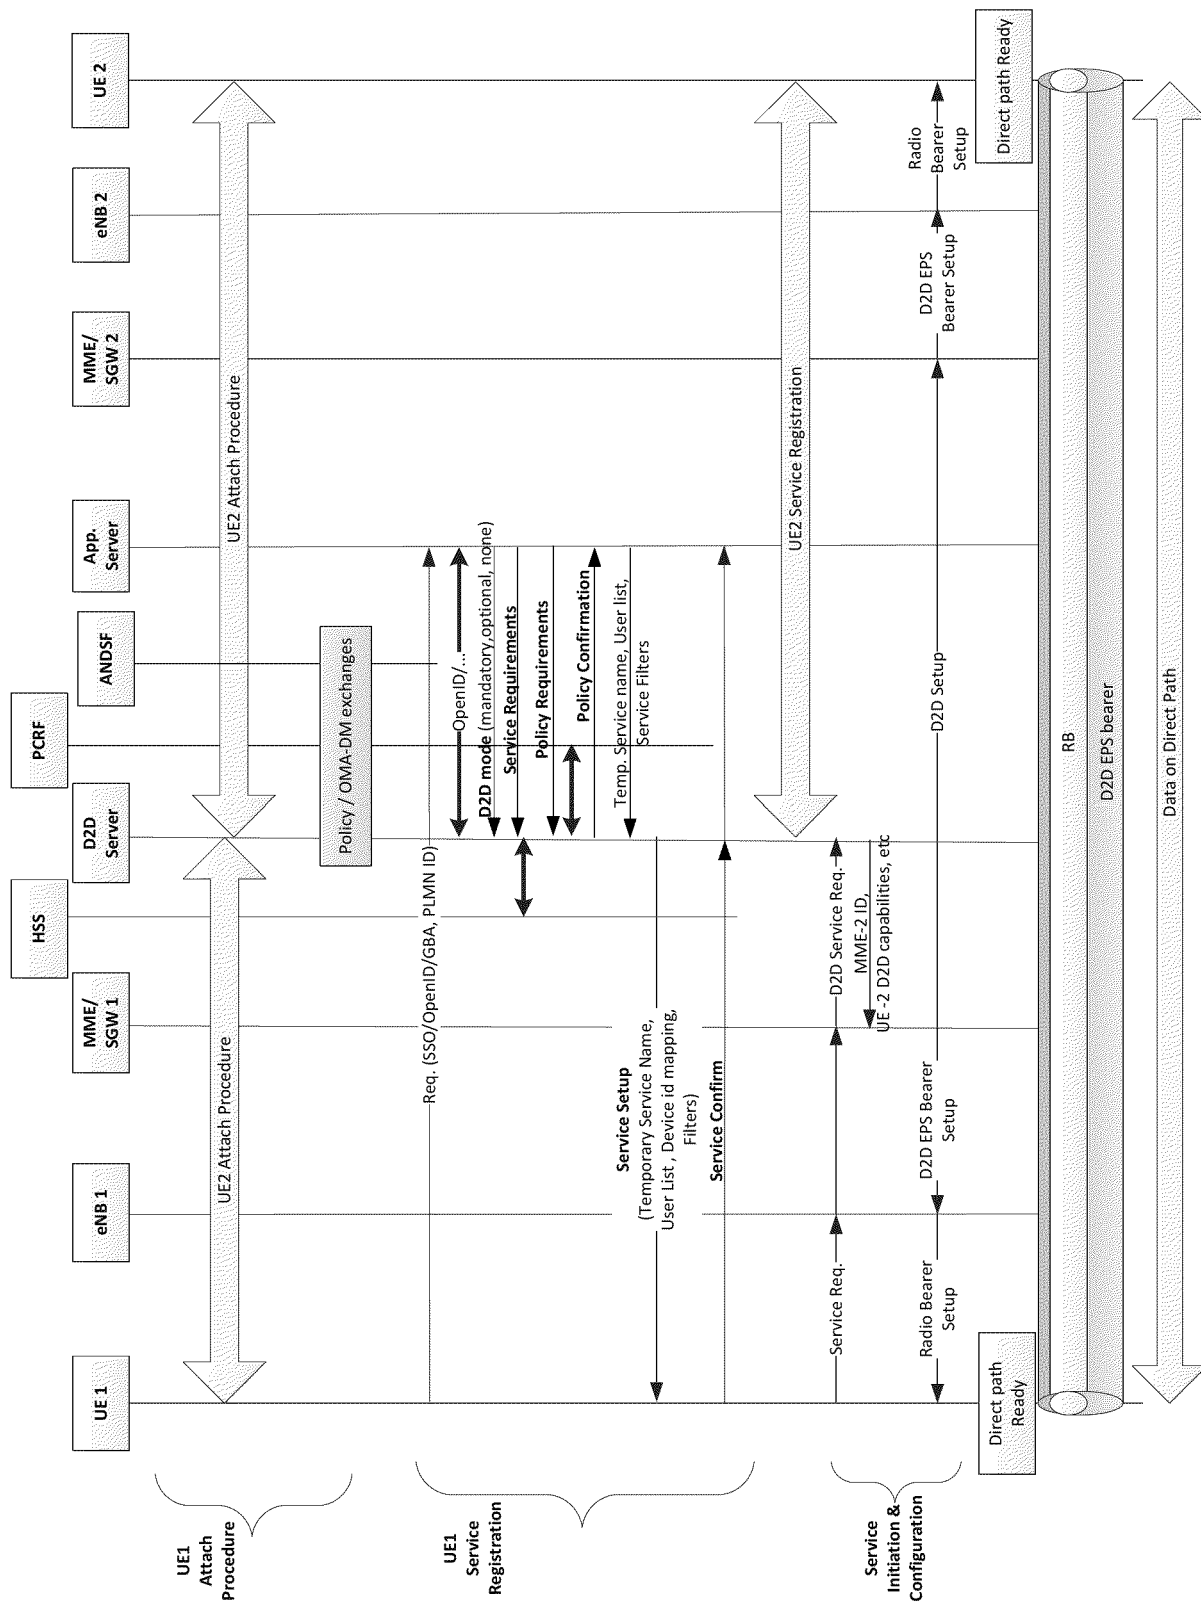 HSS
PCRF
UE 1
eNB 1
MME/
SGW 1
D2D
Server
ANDSF
App.
Server
MME/
SGW 2
eNB 2
UE 2
UE1
Attach
Procedure
UE2 Attach Procedure
UE2 Attach Procedure
Policy / OMA-DM exchanges
UE1
Service
Registration
Req. (SSO/OpenID/GBA, PLMN ID)
OpenID/...
D2D mode (mandatory,optional, none)
Service Requirements
Policy Requirements
Policy Confirmation
Temp. Service name, User list,
Service Filters
Service Setup
(Temporary Service Name,
User List , Device id mapping,
Filters)
Service Confirm
UE2 Service Registration
Service
Initiation &
Configuration
Service Req.
D2D Service Req.
MME-2 ID,
UE -2 D2D capabilities, etc
Radio Bearer
Setup
D2D EPS Bearer
Setup
D2D Setup
D2D EPS
Bearer Setup
Radio
Bearer
Setup
Direct path
Ready
Direct path Ready
RB
D2D EPS bearer
Data on Direct Path